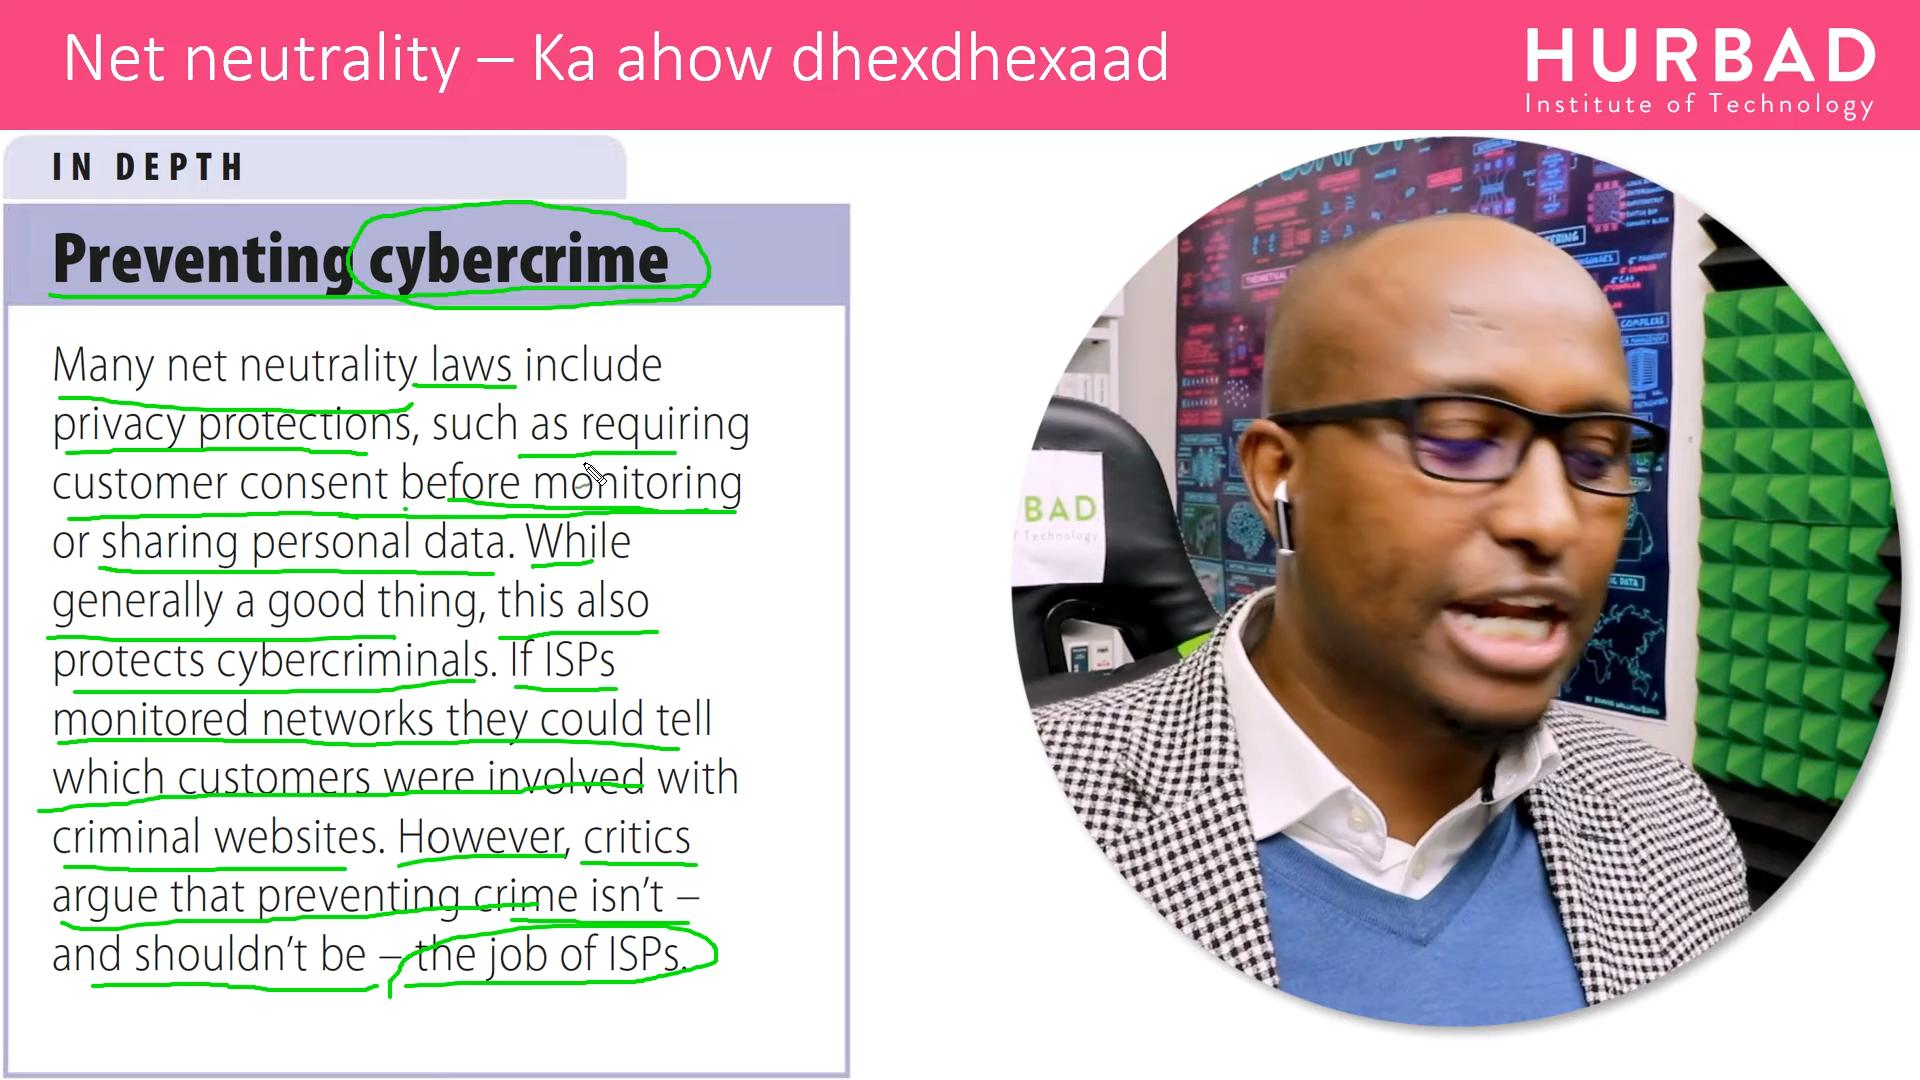 Net neutrality – Ka ahow dhexdhexaad
HURBAD
Institute of Technology
IN DEPTH
Preventing cybercrime
Many net neutrality laws include
privacy protections, such as requiring
customer consent before monitoring
or sharing personal data. While
generally a good thing, this also
protects cybercriminals. If ISPs
monitored networks they could tell
which customers were involved with
criminal websites. However, critics
argue that preventing crime isn't –
and shouldn't be – the job of ISPs.
BAD
f Technology
COMPILERS